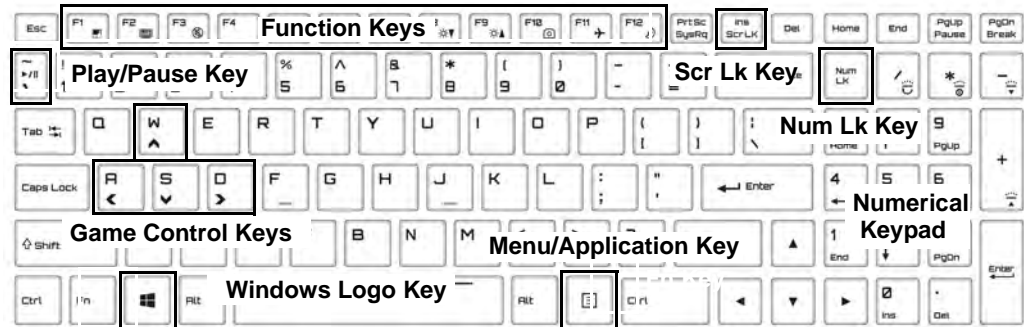 Esc F1 F2 F3 F4 Function Keys F9 F10 F11 F12 PrtSc SysRq Ins ScrLK Del Home End PgUp Pause PgDn Break
~ ` Play/Pause Key % 5 ^ 6 & 7 * 8 ( 9 ) 0 - = Scr Lk Key Num LK / * -
Tab Q W E R T Y U I O P { [ } ] \ Num Lk Key Home 9 PgUp +
Caps Lock A S D F G H J K L : ; " ' Enter 4 5 6 Numerical Keypad
Shift Game Control Keys B N M Menu/Application Key 1 End PgDn Enter
Ctrl Fn Alt Windows Logo Key Alt Ctrl 0 Ins . Del